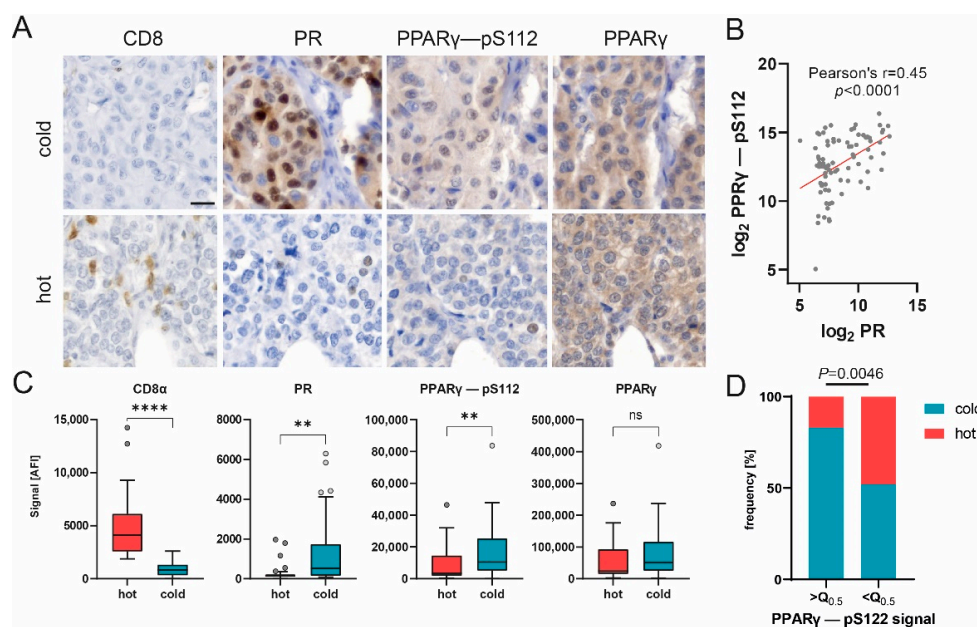 A
CD8
PR
PPARγ—pS112
PPARγ
cold
hot
B
20
15
10
5
5
10
15
Pearson's r=0.45
p<0.0001
log2 PPRγ — pS112
log2 PR
C
CD8α
Signal [AFI]
15,000
10,000
5000
0
****
hot
cold
PR
8000
6000
4000
2000
0
**
hot
cold
PPARγ — pS112
100,000
80,000
60,000
40,000
20,000
0
**
hot
cold
PPARγ
500,000
400,000
300,000
200,000
100,000
0
ns
hot
cold
D
P=0.0046
100
50
0
frequency [%]
>Q0.5
<Q0.5
PPARγ — pS122 signal
cold
hot